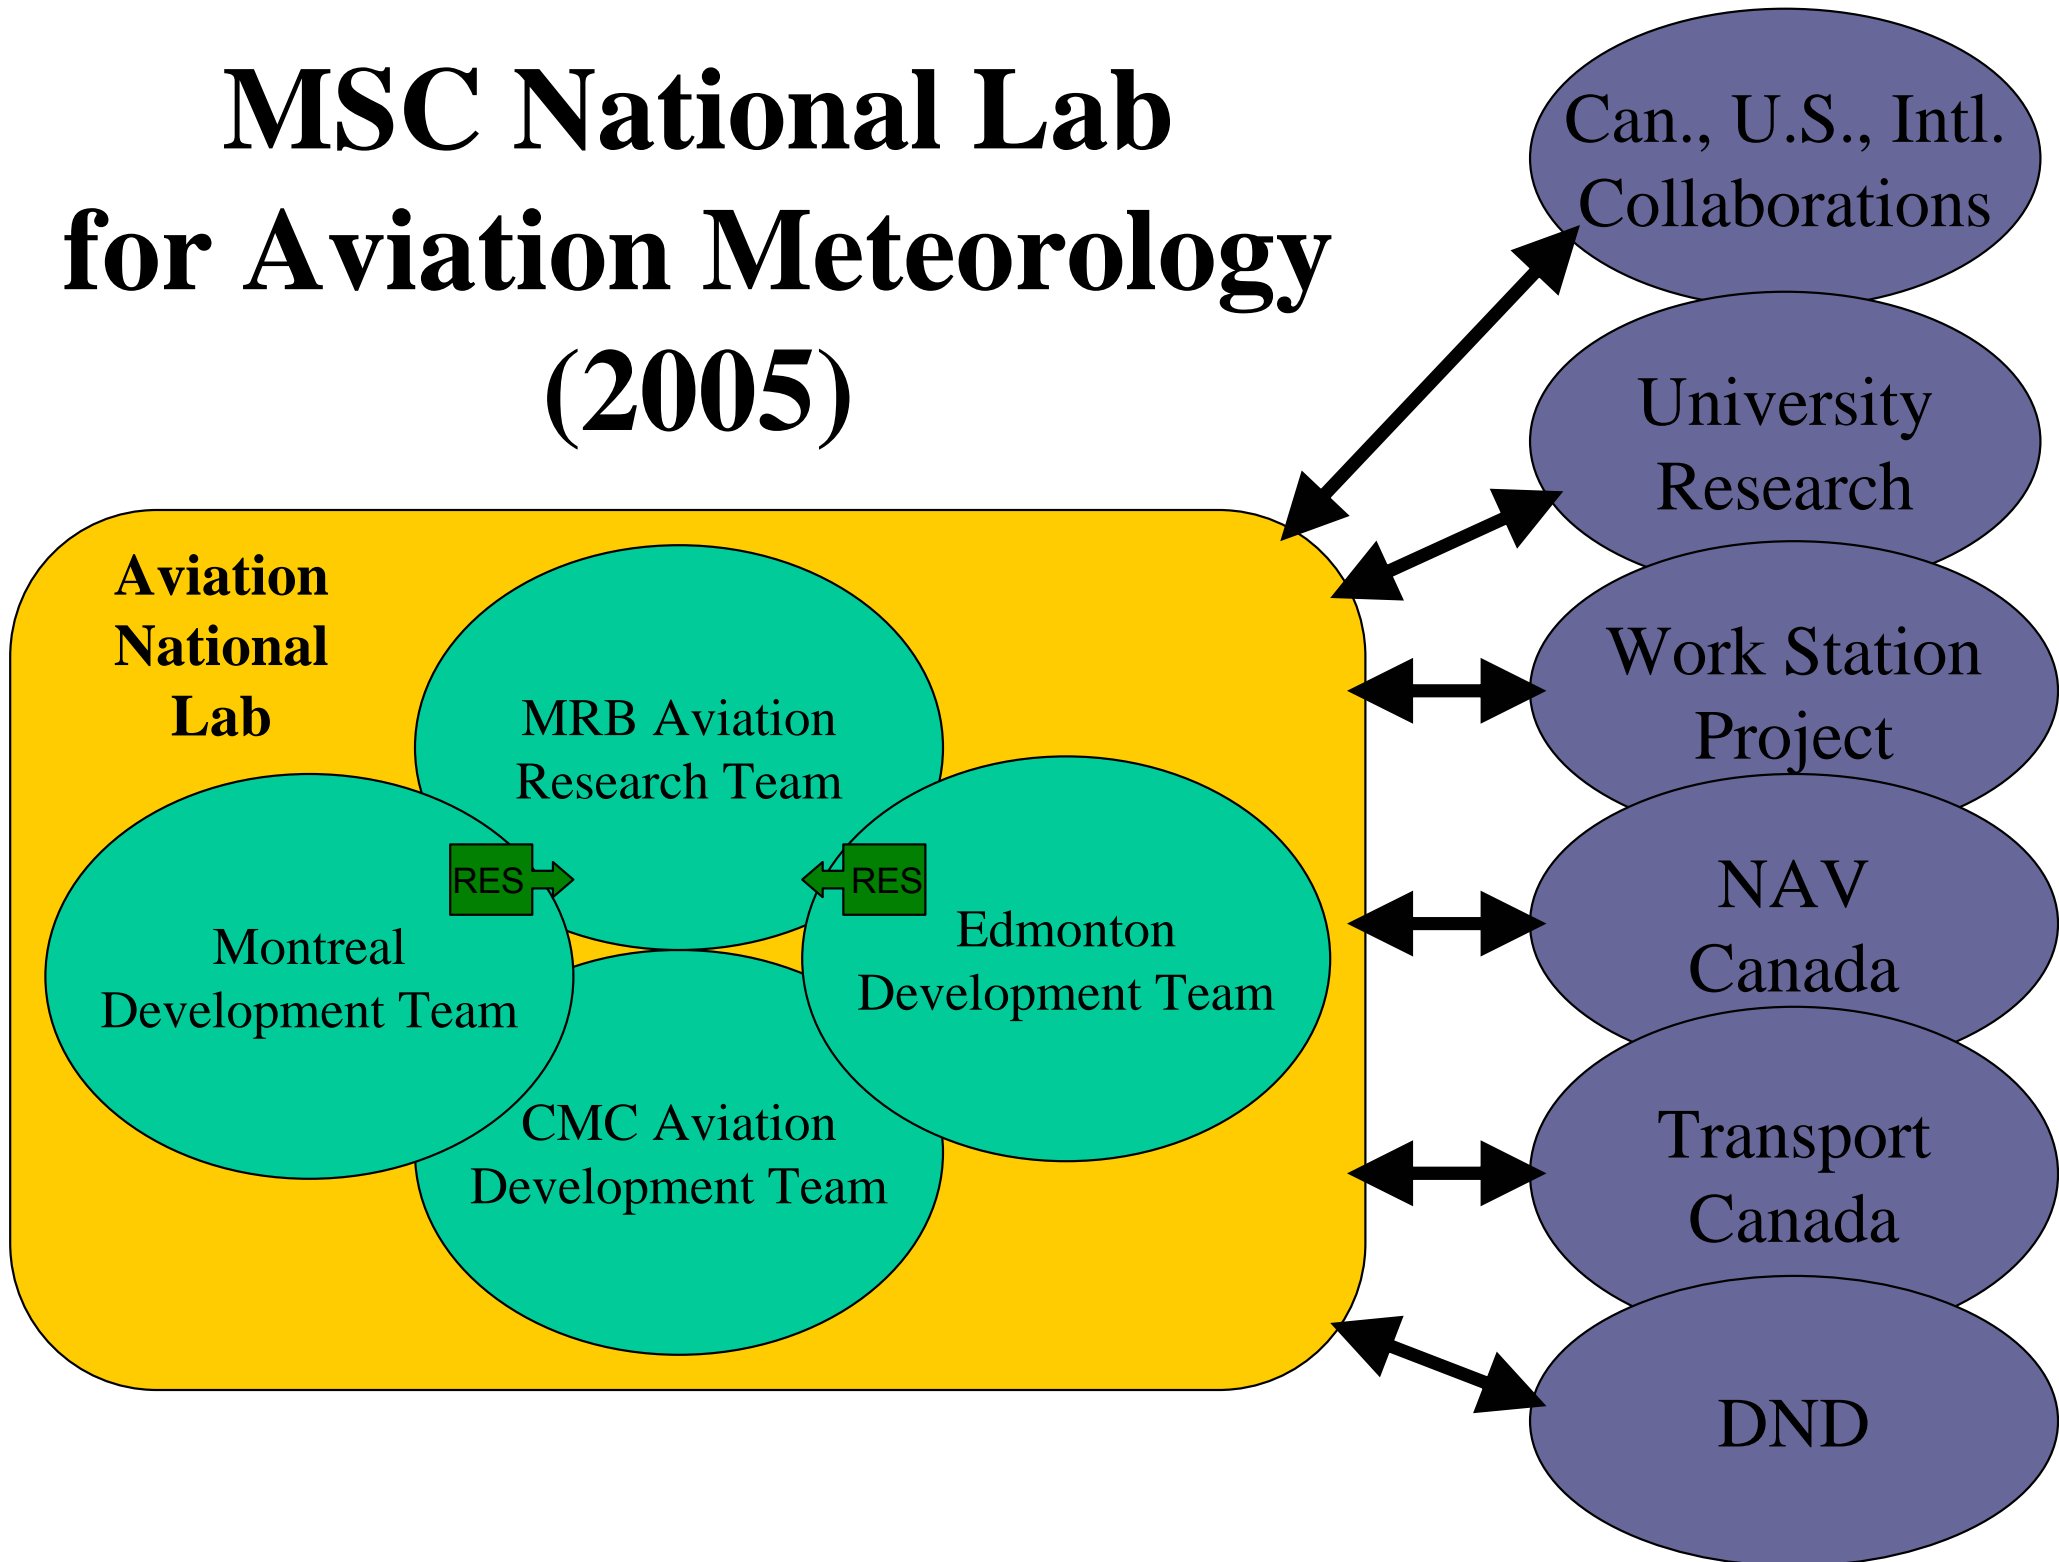 MSC National Lab
for Aviation Meteorology
(2005)
Can., U.S., Intl.
Collaborations
University
Research
Work Station
Project
NAV
Canada
Transport
Canada
DND
Aviation
National
Lab
MRB Aviation
Research Team
RES
RES
Montreal
Development Team
Edmonton
Development Team
CMC Aviation
Development Team